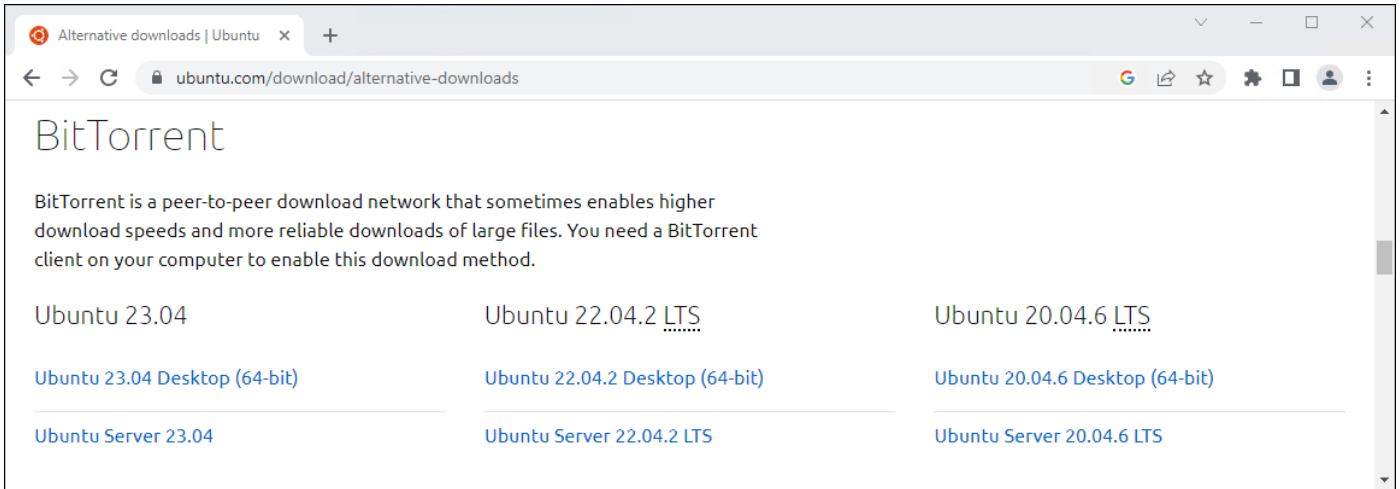 Alternative downloads | Ubuntu
ubuntu.com/download/alternative-downloads
BitTorrent
BitTorrent is a peer-to-peer download network that sometimes enables higher
download speeds and more reliable downloads of large files. You need a BitTorrent
client on your computer to enable this download method.
Ubuntu 23.04
Ubuntu 22.04.2 LTS
Ubuntu 20.04.6 LTS
Ubuntu 23.04 Desktop (64-bit)
Ubuntu 22.04.2 Desktop (64-bit)
Ubuntu 20.04.6 Desktop (64-bit)
Ubuntu Server 23.04
Ubuntu Server 22.04.2 LTS
Ubuntu Server 20.04.6 LTS